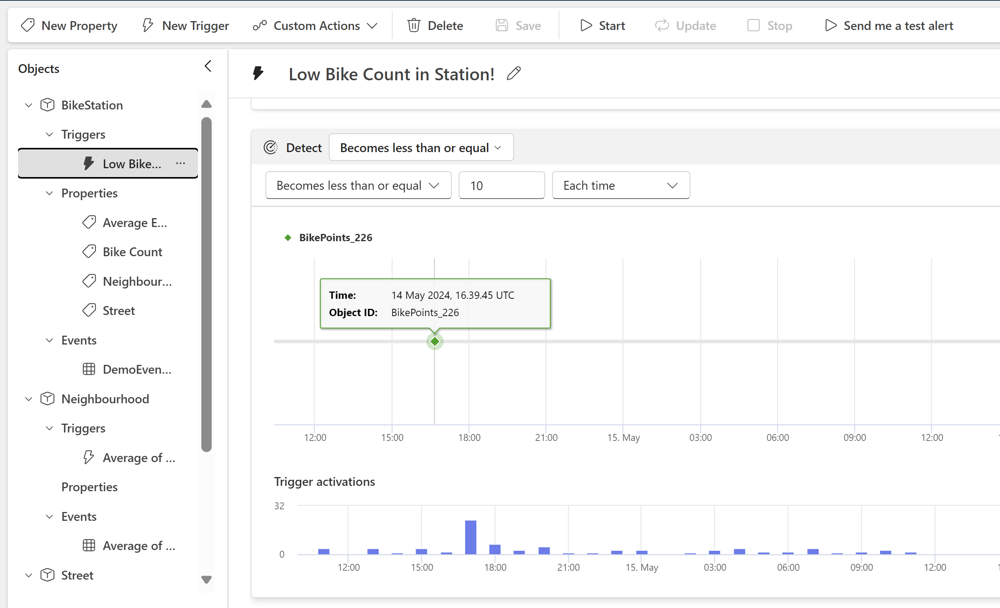 New Property New Trigger Custom Actions Delete Save Start Update Stop Send me a test alert
Objects
BikeStation
Triggers
Low Bike... ...
Properties
Average E...
Bike Count
Neighbour...
Street
Events
DemoEven...
Neighbourhood
Triggers
Average of ...
Properties
Events
Average of ...
Street
Low Bike Count in Station!
Detect Becomes less than or equal
Becomes less than or equal 10 Each time
BikePoints_226
Time: 14 May 2024, 16.39.45 UTC
Object ID: BikePoints_226
12:00 15:00 18:00 21:00 15. May 03:00 06:00 09:00 12:00
Trigger activations
32
0
12:00 15:00 18:00 21:00 15. May 03:00 06:00 09:00 12:00